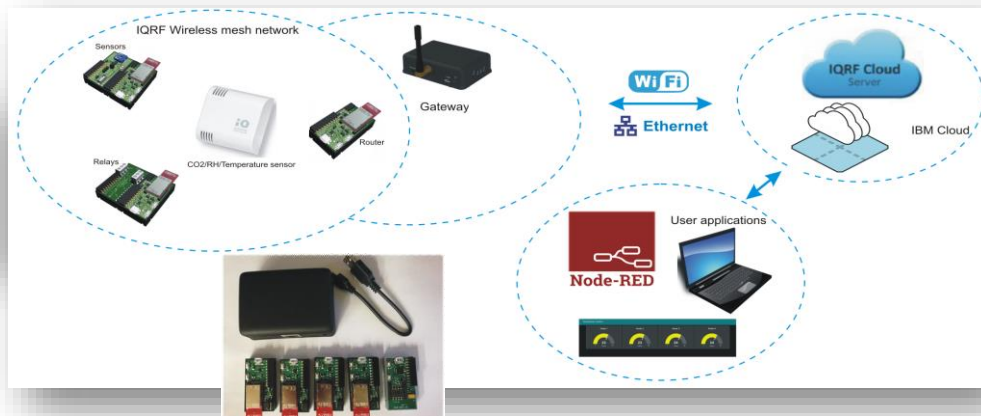 IQRF Wireless mesh network
Sensors
iQ
CO2/RH/Temperature sensor
Router
Relays
Gateway
WiFi
Ethernet
IQRF Cloud
Server
IBM Cloud
User applications
Node-RED